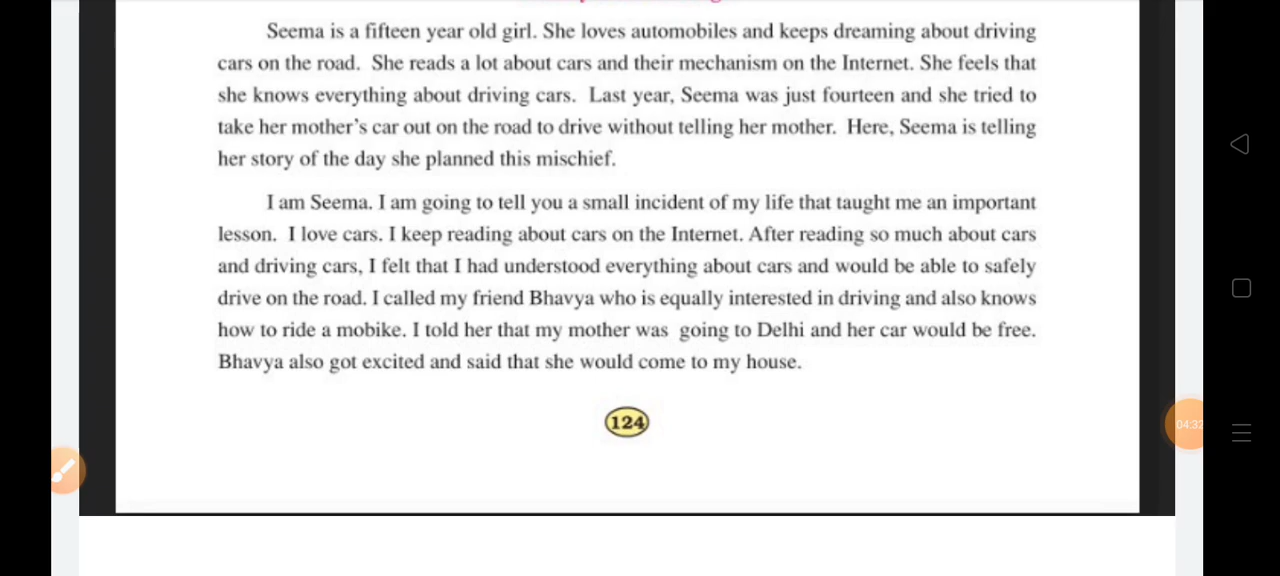 Seema is a fifteen year old girl. She loves automobiles and keeps dreaming about driving
cars on the road. She reads a lot about cars and their mechanism on the Internet. She feels that
she knows everything about driving cars. Last year, Seema was just fourteen and she tried to
take her mother's car out on the road to drive without telling her mother. Here, Seema is telling
her story of the day she planned this mischief.
I am Seema. I am going to tell you a small incident of my life that taught me an important
lesson. I love cars. I keep reading about cars on the Internet. After reading so much about cars
and driving cars, I felt that I had understood everything about cars and would be able to safely
drive on the road. I called my friend Bhavya who is equally interested in driving and also knows
how to ride a mobike. I told her that my mother was going to Delhi and her car would be free.
Bhavya also got excited and said that she would come to my house.
124
04:32